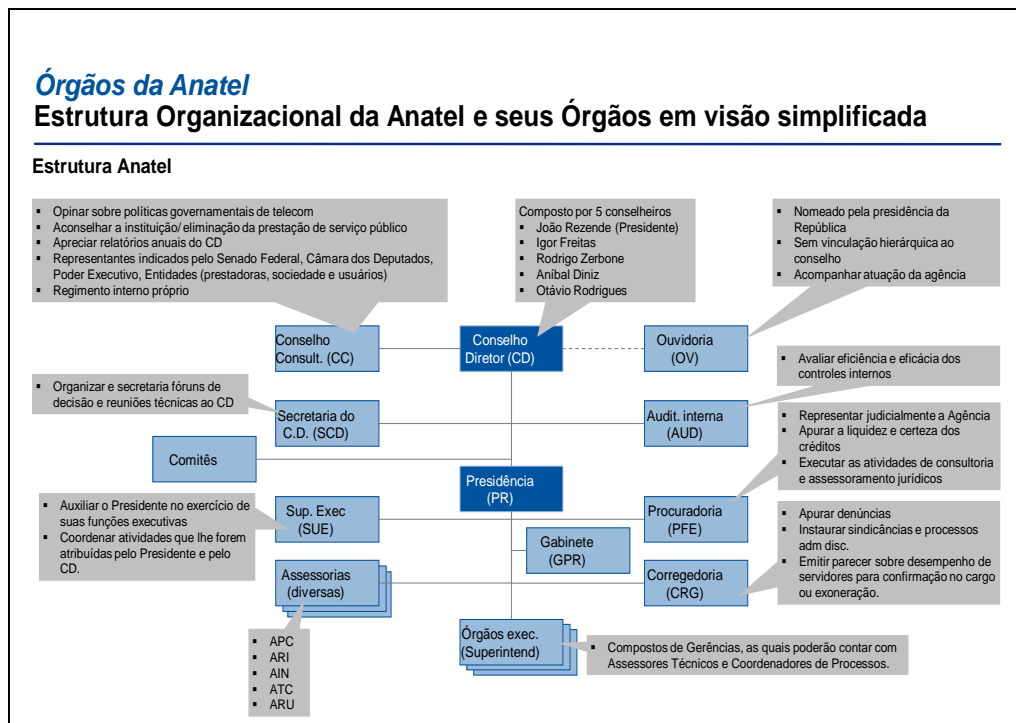 Órgãos da Anatel
Estrutura Organizacional da Anatel e seus Órgãos em visão simplificada
Estrutura Anatel
▪ Opinar sobre políticas governamentais de telecom
▪ Aconselhar a instituição/ eliminação da prestação de serviço público
▪ Apreciar relatórios anuais do CD
▪ Representantes indicados pelo Senado Federal, Câmara dos Deputados,
Poder Executivo, Entidades (prestadoras, sociedade e usuários)
▪ Regimento interno próprio
Composto por 5 conselheiros
▪ João Rezende (Presidente)
▪ Igor Freitas
▪ Rodrigo Zerbone
▪ Aníbal Diniz
▪ Otávio Rodrigues
▪ Nomeado pela presidência da
República
▪ Sem vinculação hierárquica ao
conselho
▪ Acompanhar atuação da agência
Conselho
Consult. (CC)
Conselho
Diretor (CD)
Ouvidoria
(OV)
▪ Avaliar eficiência e eficácia dos
controles internos
▪ Organizar e secretaria fóruns de
decisão e reuniões técnicas ao CD
Secretaria do
C.D. (SCD)
Audit. interna
(AUD)
▪ Representar judicialmente a Agência
▪ Apurar a liquidez e certeza dos
créditos
▪ Executar as atividades de consultoria
e assessoramento jurídicos
Comitês
Presidência
(PR)
▪ Auxiliar o Presidente no exercício de
suas funções executivas
▪ Coordenar atividades que lhe forem
atribuídas pelo Presidente e pelo
CD.
Sup. Exec
(SUE)
Procuradoria
(PFE)
Gabinete
(GPR)
▪ Apurar denúncias
▪ Instaurar sindicâncias e processos
adm disc.
▪ Emitir parecer sobre desempenho de
servidores para confirmação no cargo
ou exoneração.
Assessorias
(diversas)
Corregedoria
(CRG)
▪ APC
▪ ARI
▪ AIN
▪ ATC
▪ ARU
Órgãos exec.
(Superintend)
▪ Compostos de Gerências, as quais poderão contar com
Assessores Técnicos e Coordenadores de Processos.